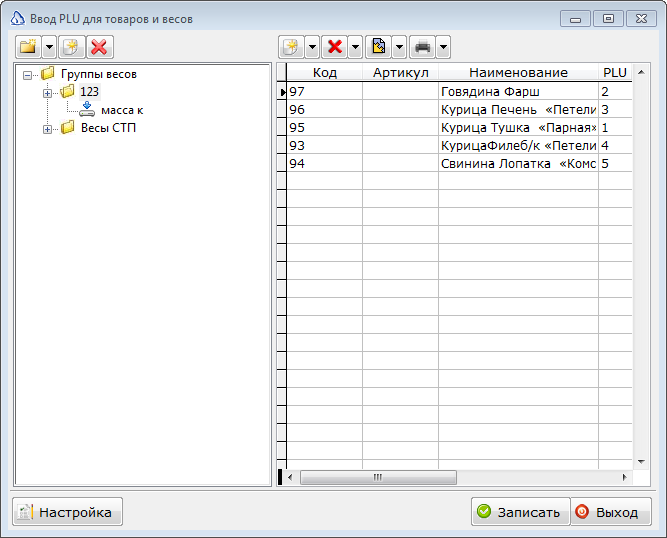 Ввод PLU для товаров и весов
Группы весов
123
масса к
Весы СТП
Код Артикул Наименование PLU
97 Говядина Фарш 2
96 Курица Печень «Петели 3
95 Курица Тушка «Парная» 1
93 КурицаФилеб/к «Петели 4
94 Свинина Лопатка «Комс 5
Настройка
Записать
Выход